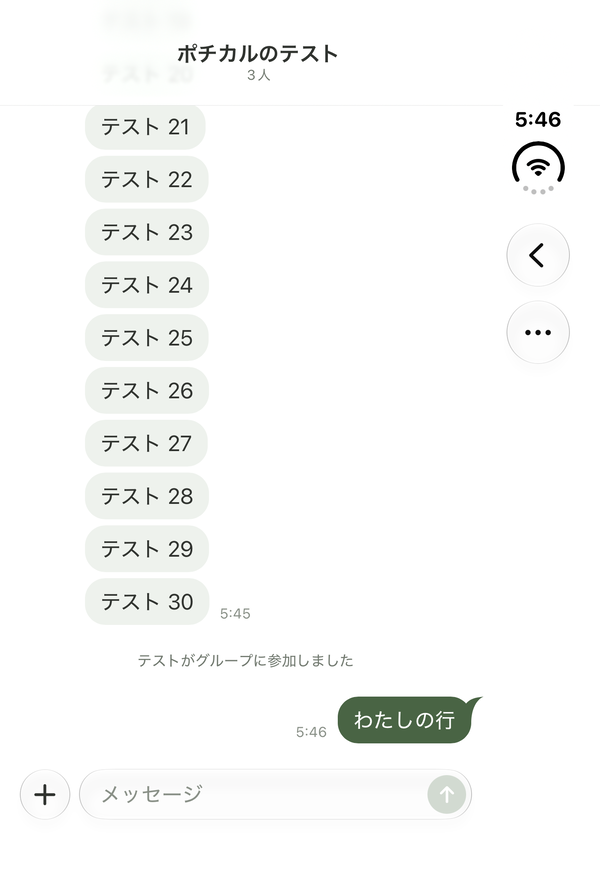 ポチカルのテスト
3人
テスト 20
5:46
テスト 21
テスト 22
テスト 23
テスト 24
テスト 25
テスト 26
テスト 27
テスト 28
テスト 29
テスト 30
5:45
テストがグループに参加しました
5:46
わたしの行
メッセージ